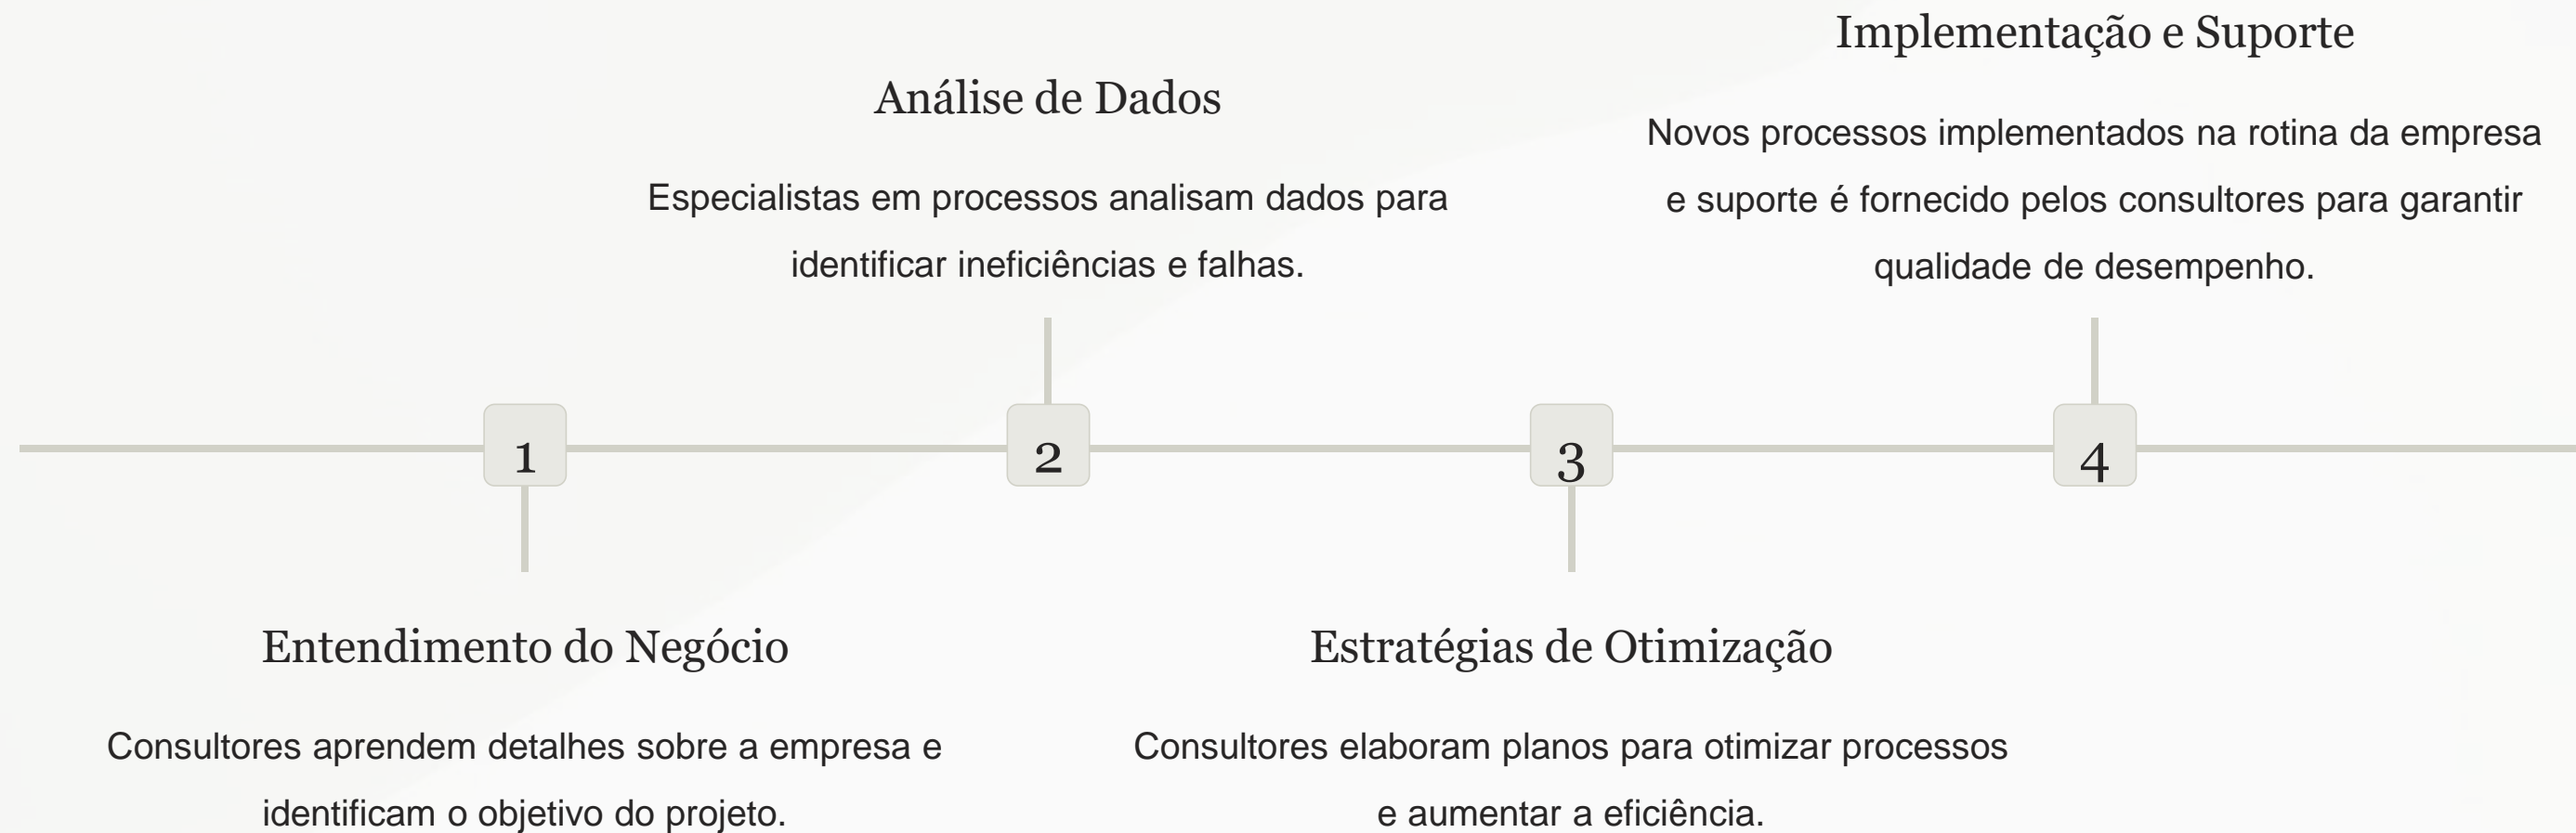 Implementação e Suporte
Novos processos implementados na rotina da empresa
e suporte é fornecido pelos consultores para garantir
qualidade de desempenho.
Análise de Dados
Especialistas em processos analisam dados para
identificar ineficiências e falhas.
1
2
3
4
Entendimento do Negócio
Consultores aprendem detalhes sobre a empresa e
identificam o objetivo do projeto.
Estratégias de Otimização
Consultores elaboram planos para otimizar processos
e aumentar a eficiência.